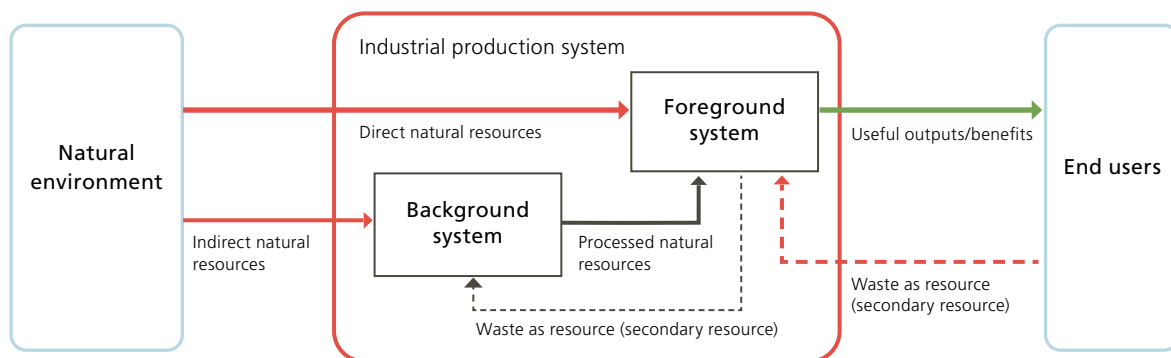 Industrial production system
Natural
environment
Direct natural resources
Foreground
system
Useful outputs/benefits
End users
Indirect natural
resources
Background
system
Processed natural
resources
Waste as resource (secondary resource)
Waste as resource
(secondary resource)